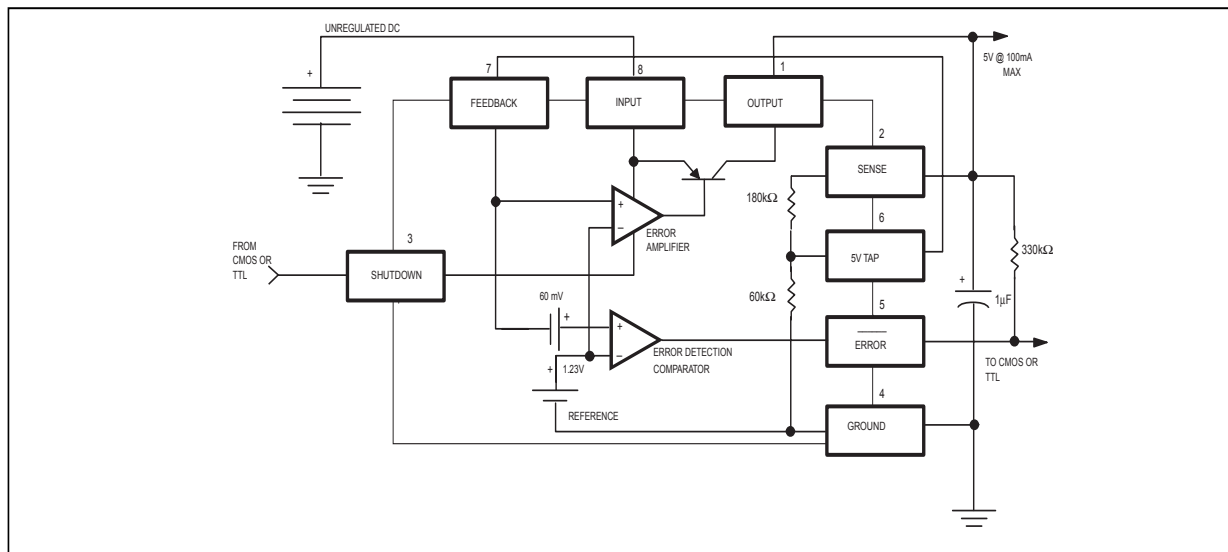 UNREGULATED DC
+
7
8
1
5V @ 100mA
MAX
FEEDBACK
INPUT
OUTPUT
2
SENSE
180kΩ
+
–
ERROR
AMPLIFIER
6
5V TAP
330kΩ
FROM
CMOS OR
TTL
3
SHUTDOWN
60 mV
+
60kΩ
+
1µF
5
+
–
ERROR DETECTION
COMPARATOR
ERROR
TO CMOS OR
TTL
+
1.23V
REFERENCE
4
GROUND